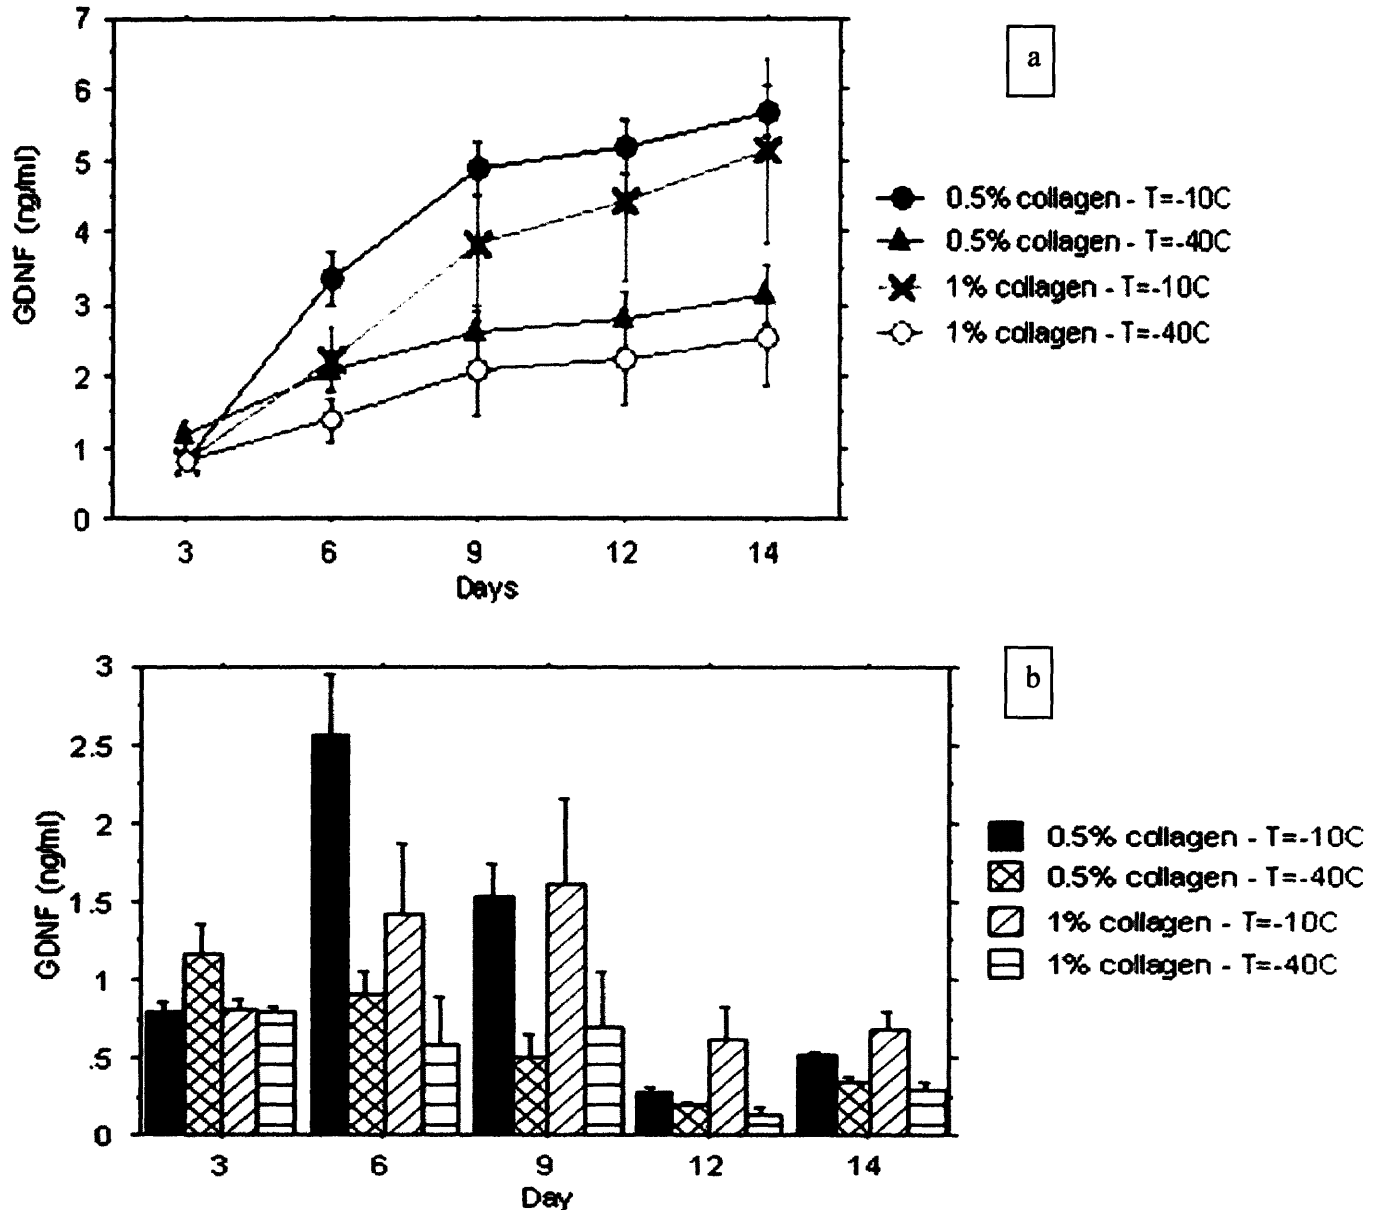 7
6
5
4
3
2
1
0
GDNF (ng/ml)
3 6 9 12 14
Days
a
0.5% collagen - T=-10C
0.5% collagen - T=-40C
1% collagen - T=-10C
1% collagen - T=-40C
3
2.5
2
1.5
1
.5
0
GDNF (ng/ml)
3 6 9 12 14
Day
b
0.5% collagen - T=-10C
0.5% collagen - T=-40C
1% collagen - T=-10C
1% collagen - T=-40C